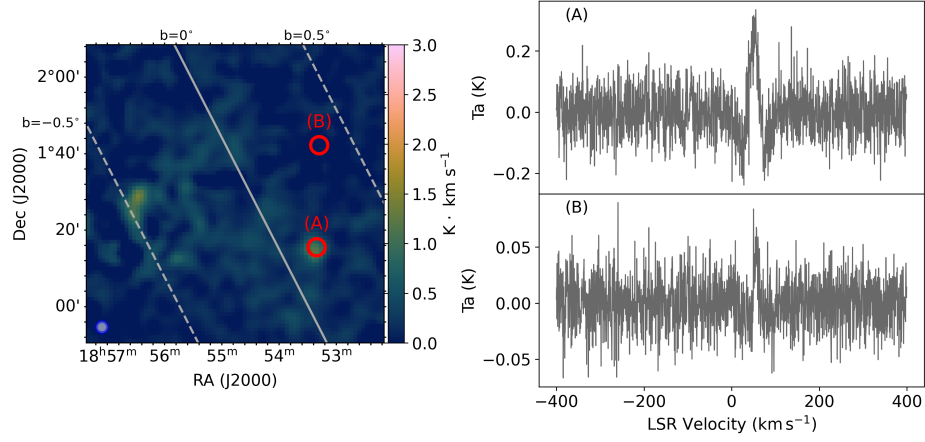 b=0°
b=0.5°
b=−0.5°
2°00'
1°40'
20'
00'
Dec (J2000)
(B)
(A)
18ʰ57ᵐ
56ᵐ
55ᵐ
54ᵐ
53ᵐ
RA (J2000)
3.0
2.5
2.0
1.5
1.0
0.5
0.0
K · km s⁻¹
(A)
0.2
0.0
−0.2
Ta (K)
(B)
0.05
0.00
−0.05
Ta (K)
−400
−200
0
200
400
LSR Velocity (km s⁻¹)